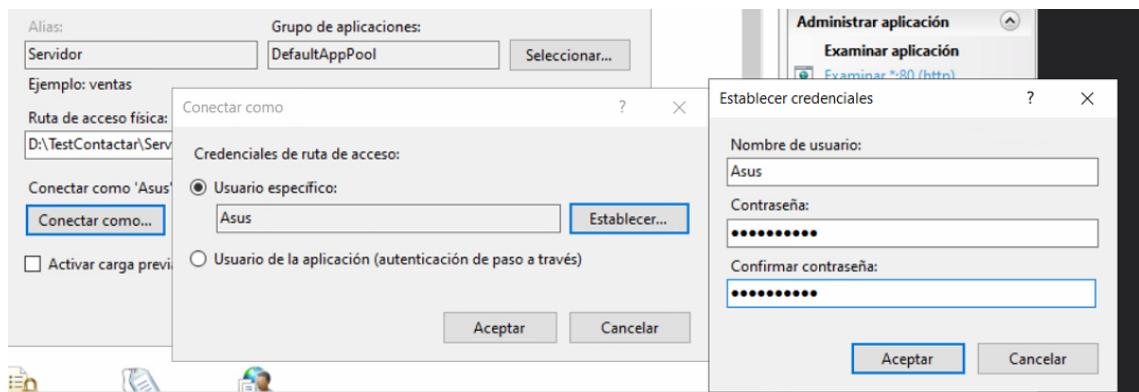 Alias:
Grupo de aplicaciones:
Servidor
DefaultAppPool
Seleccionar...
Ejemplo: ventas
Ruta de acceso física:
D:\TestContactar\Serv
Conectar como 'Asus'
Conectar como...
Activar carga previ
Conectar como
Credenciales de ruta de acceso:
Usuario específico:
Asus
Establecer...
Usuario de la aplicación (autenticación de paso a través)
Aceptar
Cancelar
Administrar aplicación
Examinar aplicación
Examinar *:80 (http)
Establecer credenciales
Nombre de usuario:
Asus
Contraseña:
••••••••••
Confirmar contraseña:
••••••••••
Aceptar
Cancelar